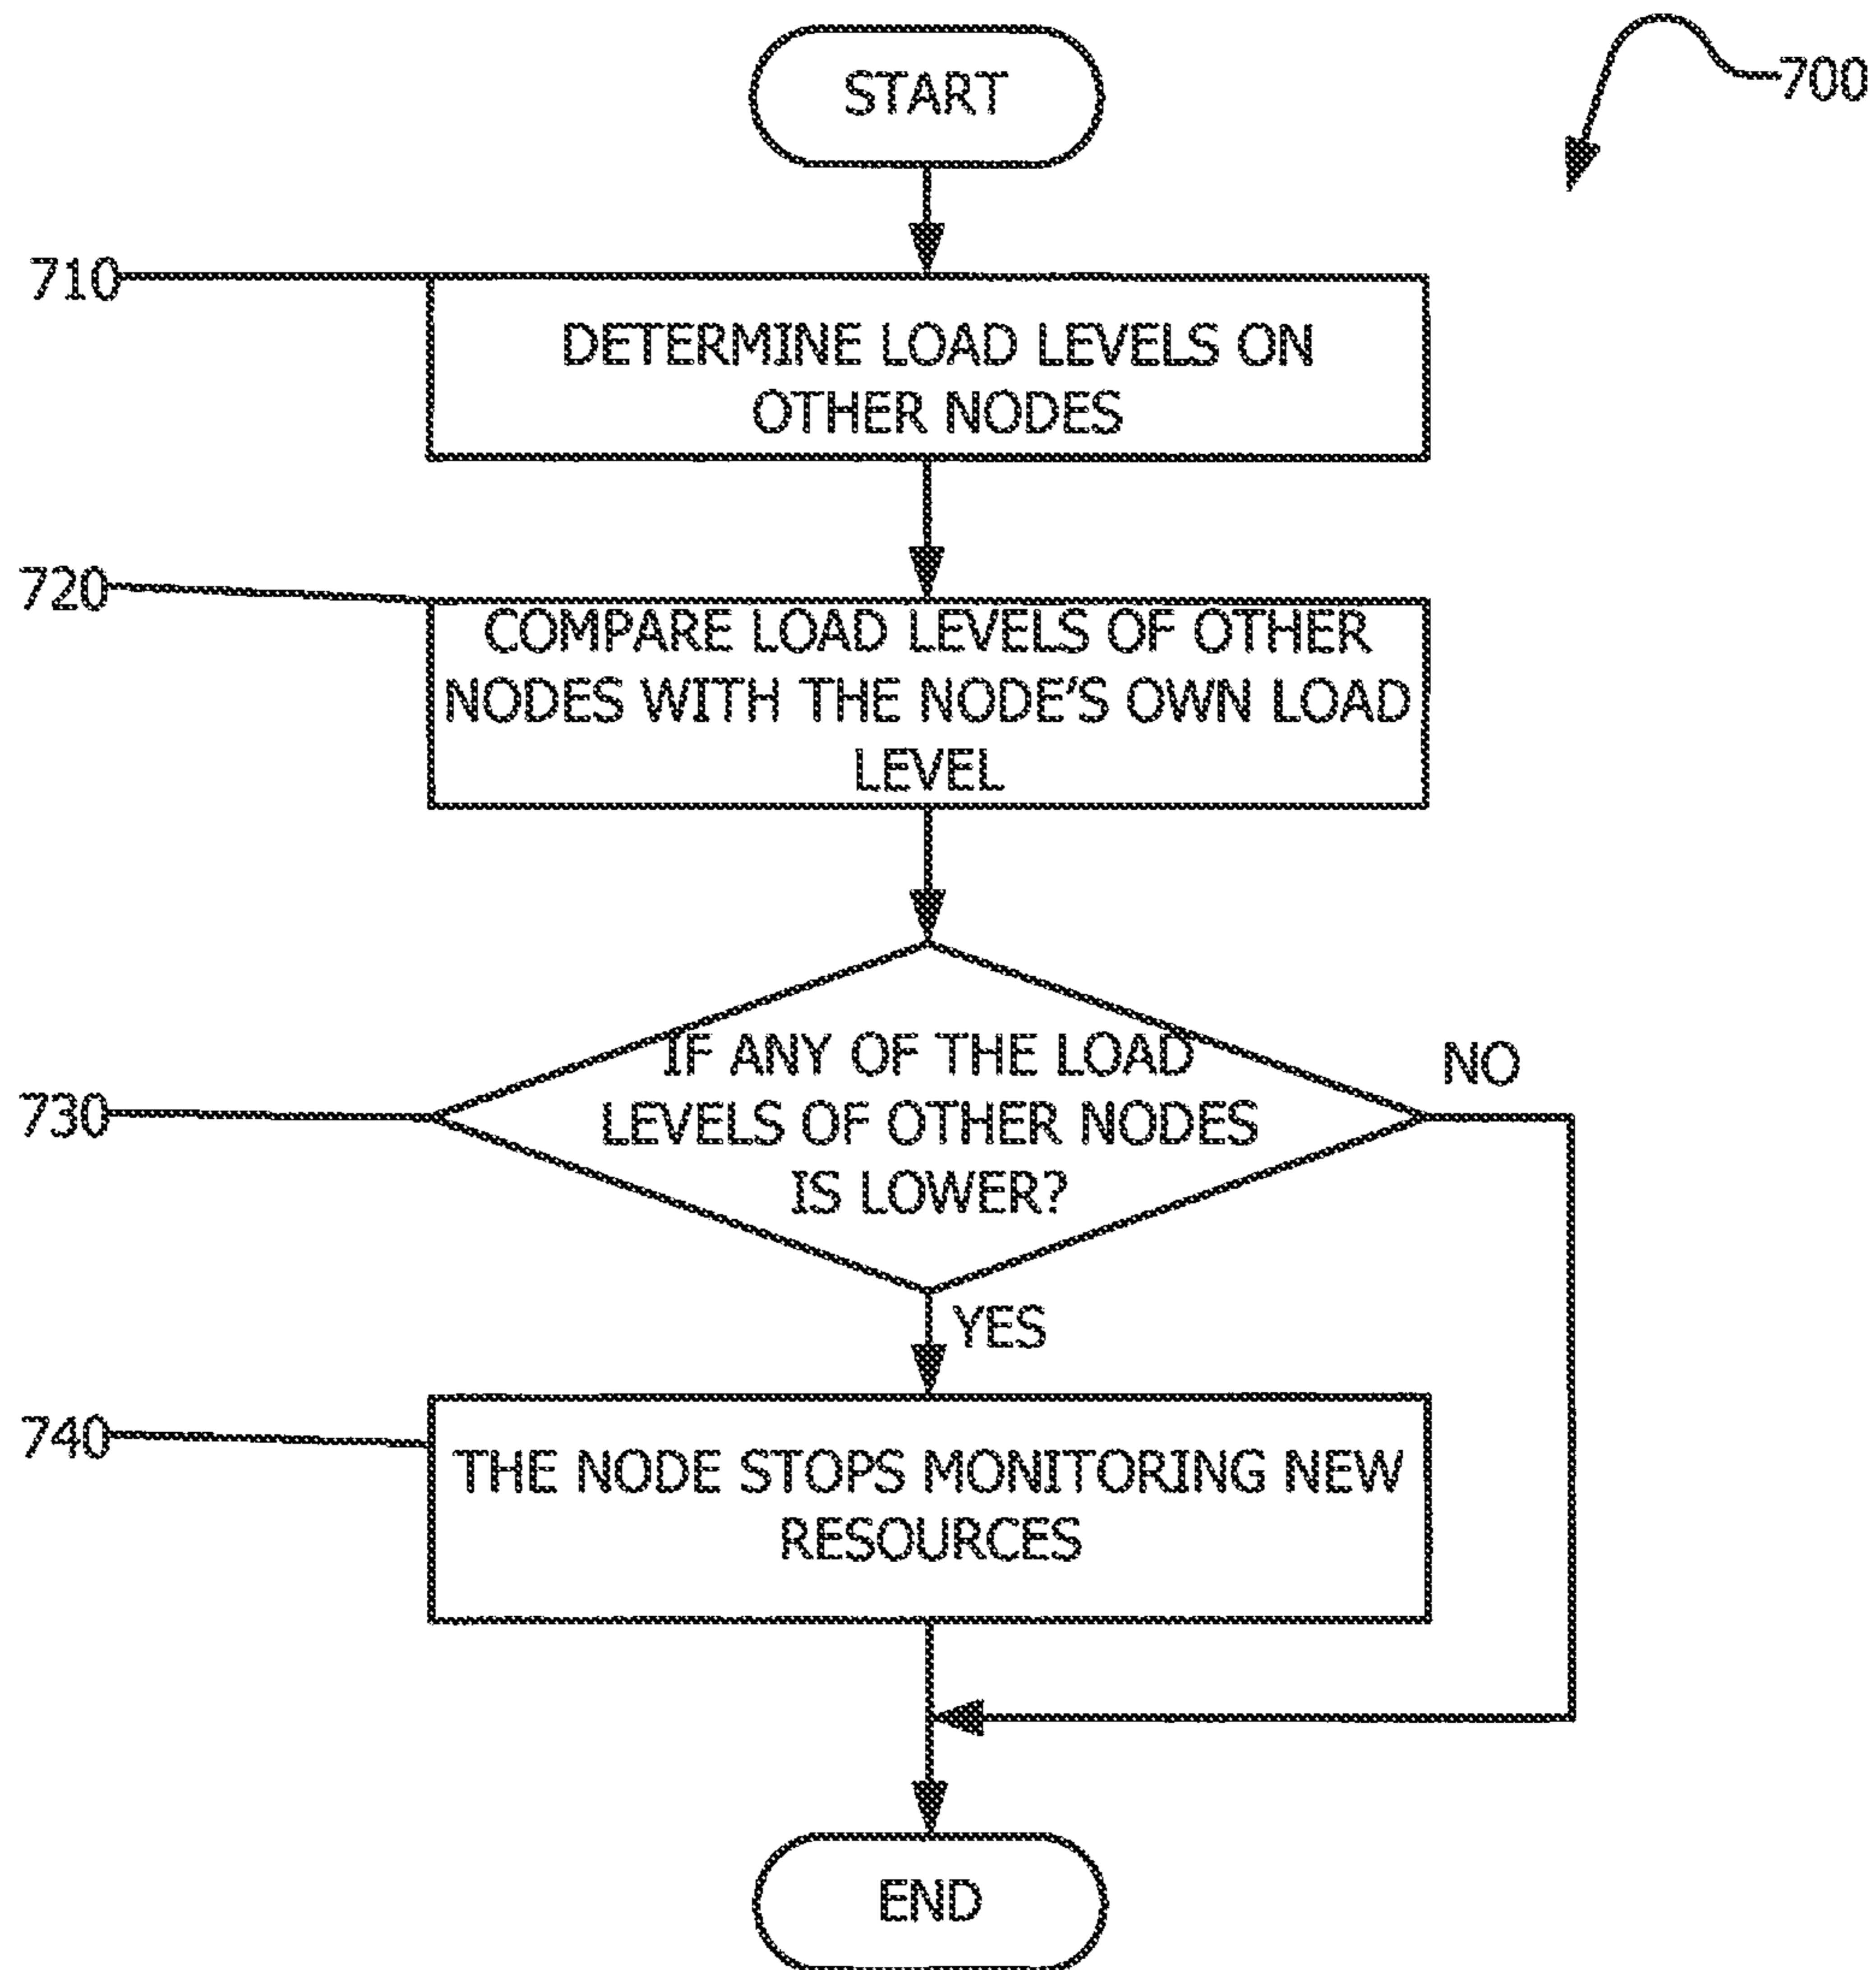 START
700
710
DETERMINE LOAD LEVELS ON
OTHER NODES
720
COMPARE LOAD LEVELS OF OTHER
NODES WITH THE NODE'S OWN LOAD
LEVEL
730
IF ANY OF THE LOAD
LEVELS OF OTHER NODES
IS LOWER?
NO
YES
740
THE NODE STOPS MONITORING NEW
RESOURCES
END